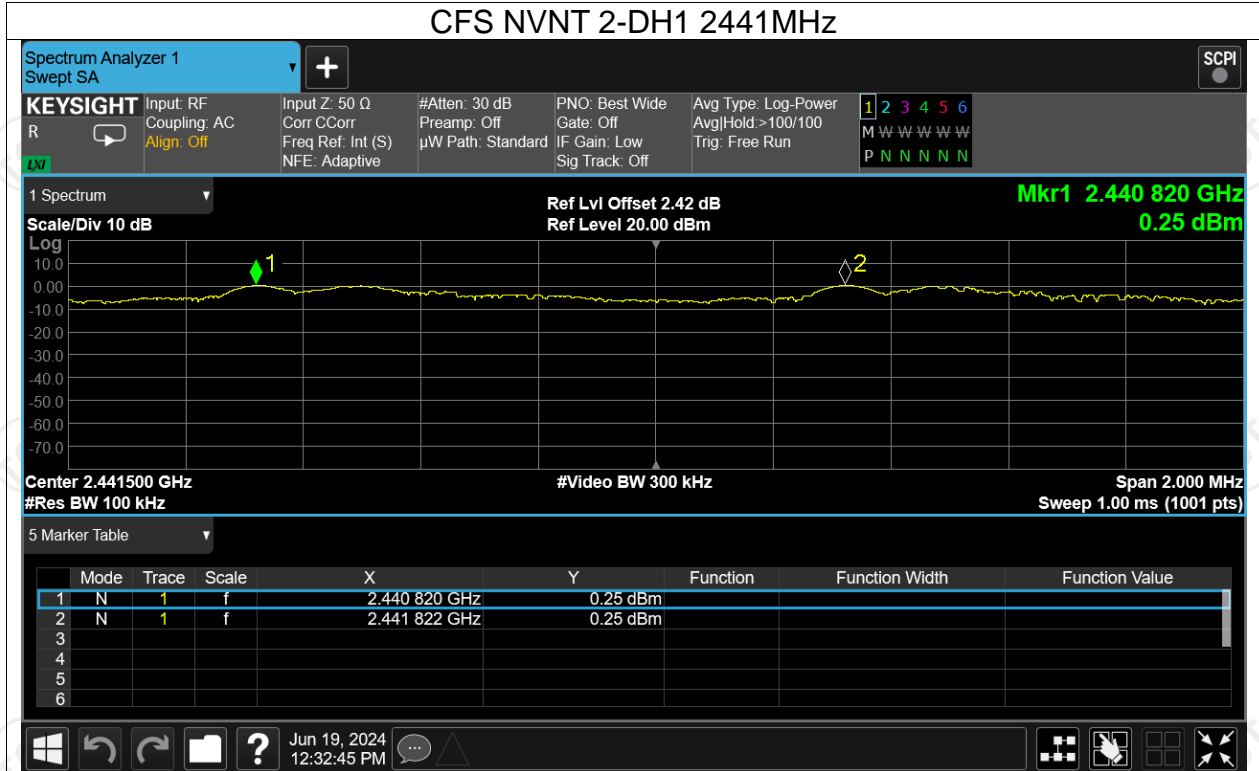 CFS NVNT 2-DH1 2441MHz
Spectrum Analyzer 1
Swept SA
SCPI
KEYSIGHT
R
LXI
Input: RF
Coupling: AC
Align: Off
Input Z: 50 Ω
Corr CCorr
Freq Ref: Int (S)
NFE: Adaptive
#Atten: 30 dB
Preamp: Off
µW Path: Standard
PNO: Best Wide
Gate: Off
IF Gain: Low
Sig Track: Off
Avg Type: Log-Power
Avg|Hold:>100/100
Trig: Free Run
1 2 3 4 5 6
M W W W W W W
P N N N N N
1 Spectrum
Scale/Div 10 dB
Ref Lvl Offset 2.42 dB
Ref Level 20.00 dBm
Mkr1 2.440 820 GHz
0.25 dBm
Log
10.0
0.00
-10.0
-20.0
-30.0
-40.0
-50.0
-60.0
-70.0
1
2
Center 2.441500 GHz
#Video BW 300 kHz
Span 2.000 MHz
#Res BW 100 kHz
Sweep 1.00 ms (1001 pts)
5 Marker Table
Mode Trace Scale X Y Function Function Width Function Value
1 N 1 f 2.440 820 GHz 0.25 dBm
2 N 1 f 2.441 822 GHz 0.25 dBm
3
4
5
6
?
Jun 19, 2024
12:32:45 PM